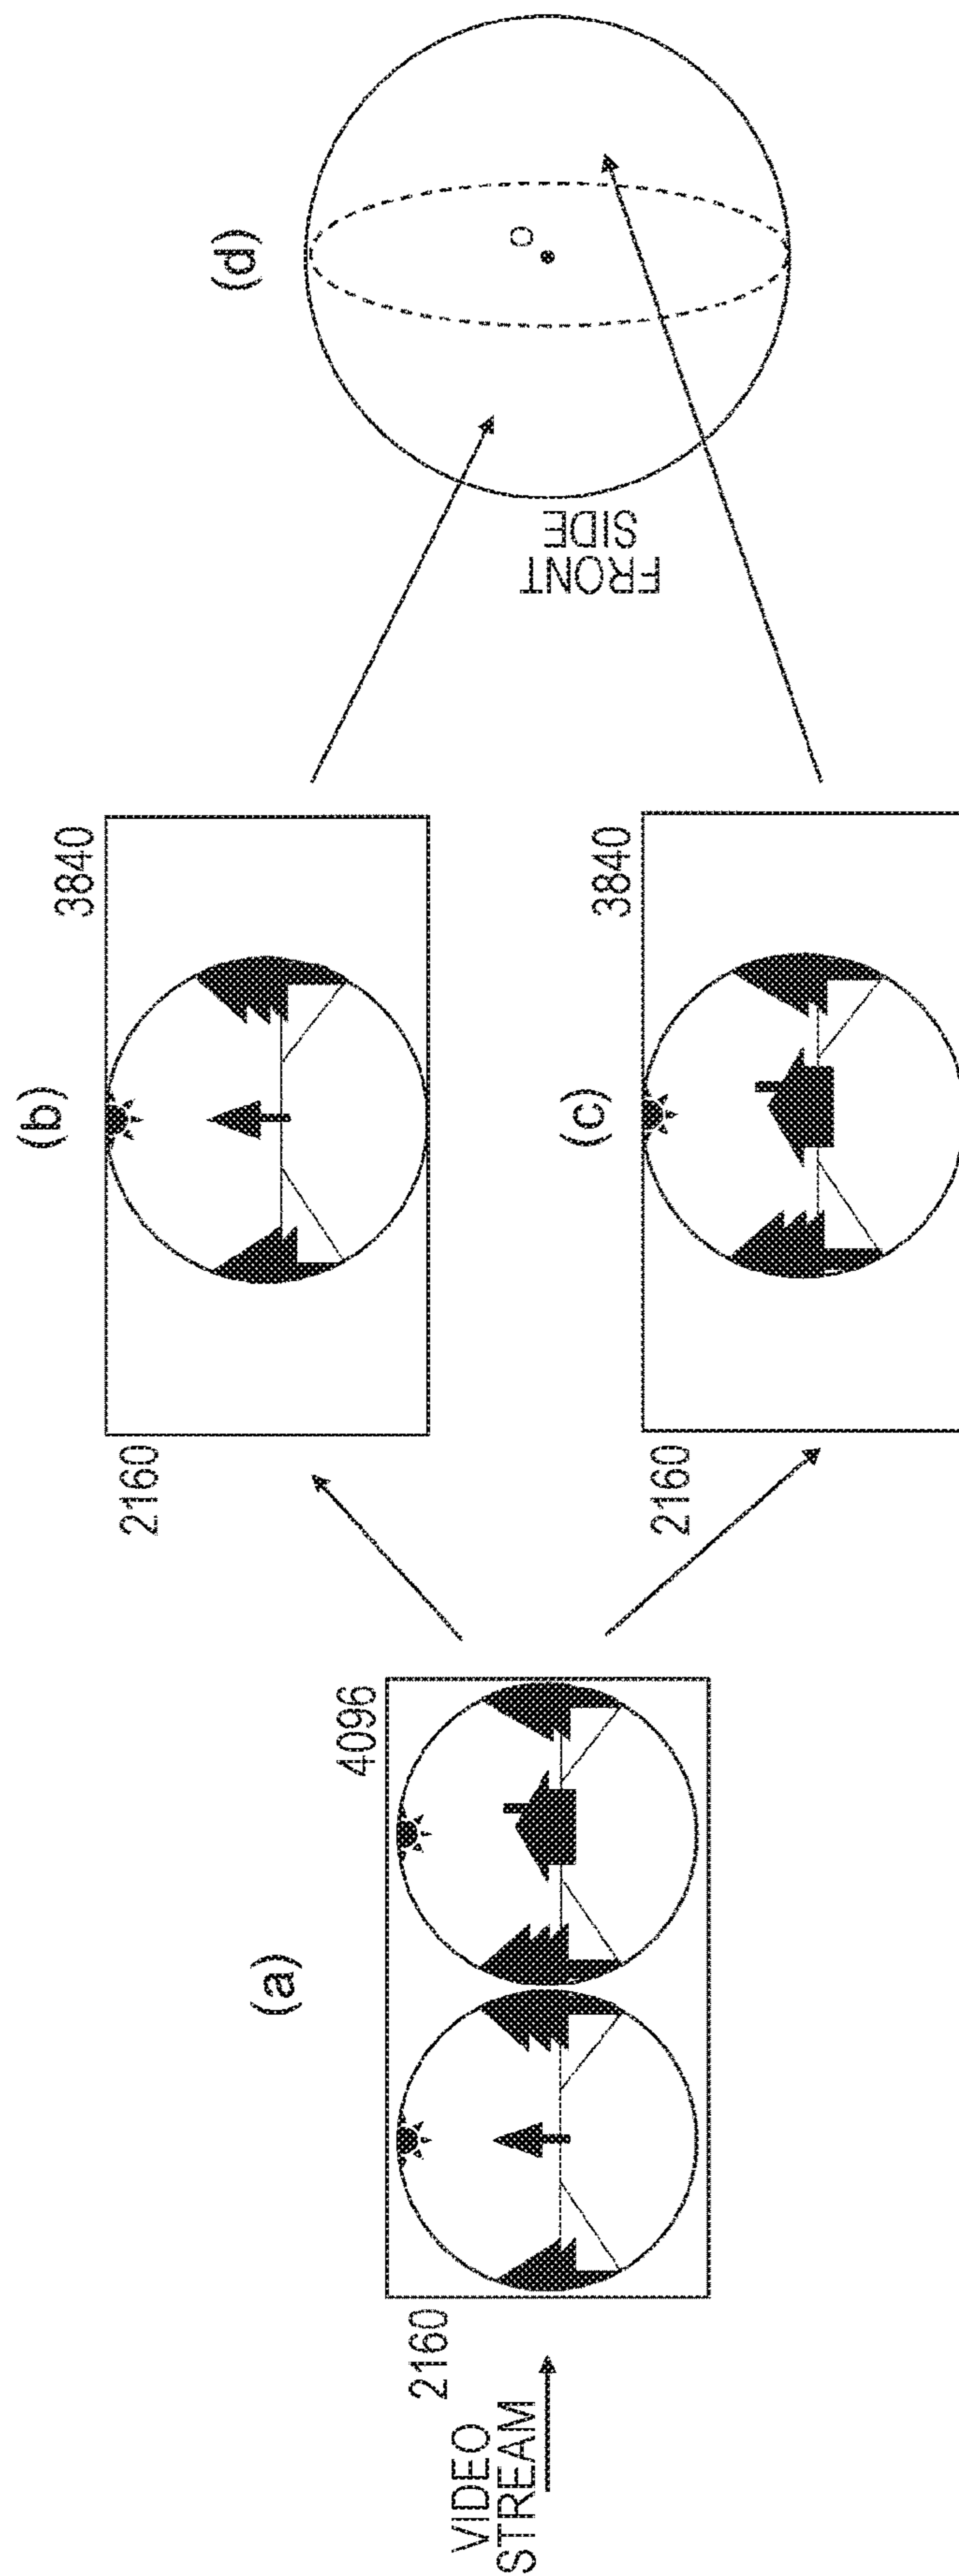 VIDEO
STREAM
(a)
2160
4096
(b)
2160
3840
(c)
2160
3840
(d)
O
FRONT
SIDE